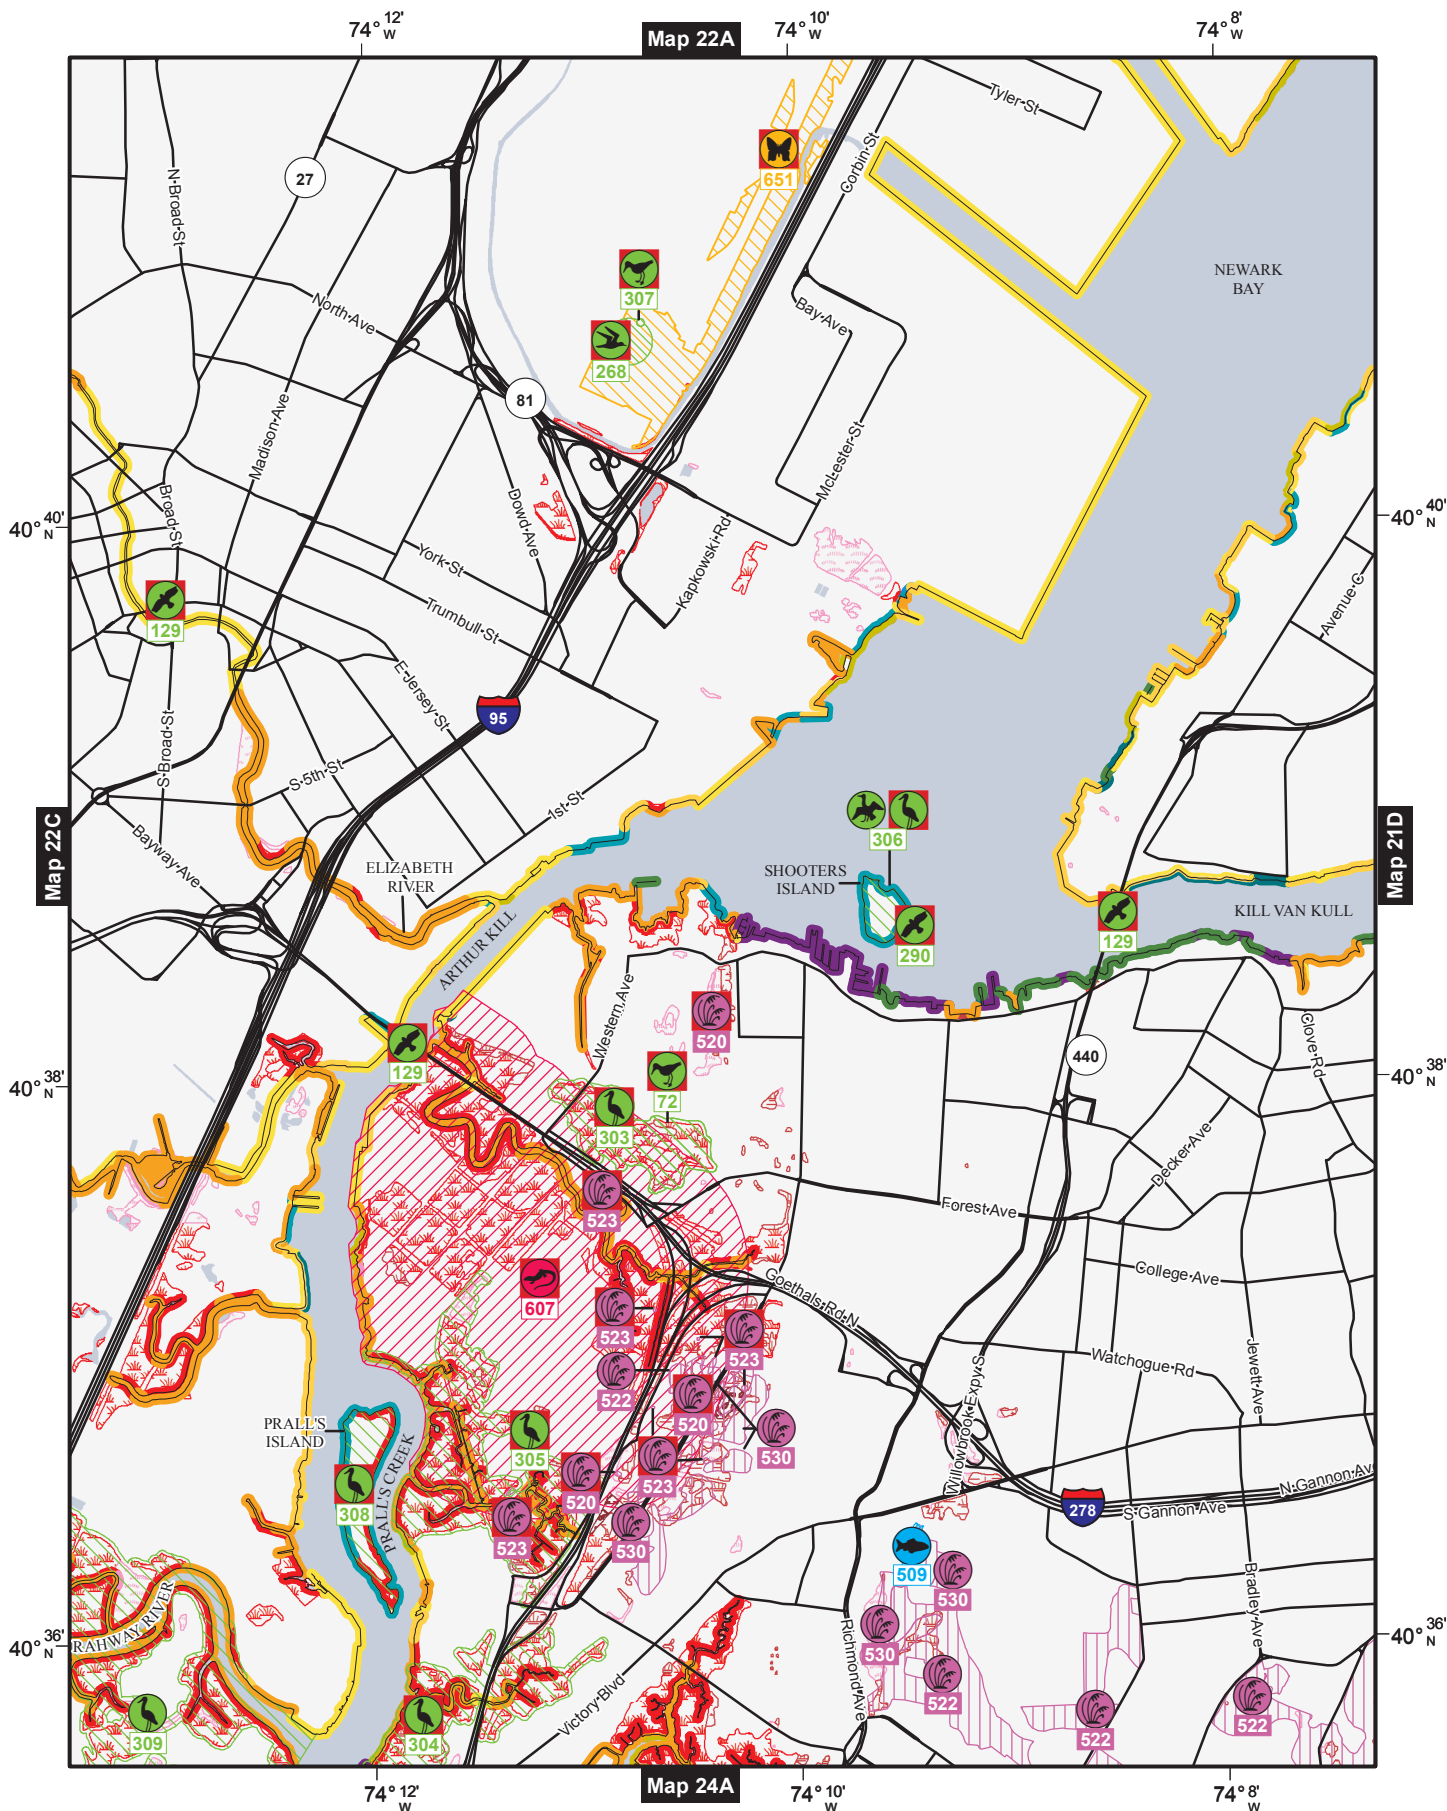 74° 12' W
74° 10' W
74° 8' W
Map 22A
Tyler St
Corbin St
651
27
N Broad St
NEWARK
BAY
307
North Ave
Bay Ave
268
81
Madison Ave
McLester St
Broad St
Dowd Ave
40° 40' N
40° 40' N
Kapkowski Rd
York St
Trumbull St
Avenue C
129
E Jersey St
95
S Broad St
S 5th St
1st St
306
Map 22C
Map 21D
Bayway Ave
ELIZABETH
RIVER
SHOOTERS
ISLAND
KILL VAN KULL
ARTHUR KILL
290
129
Western Ave
520
440
Clove Rd
129
40° 38' N
40° 38' N
72
303
Decker Ave
523
Forest Ave
607
Goethals Rd N
College Ave
523
523
Watchogue Rd
Jewett Ave
522
520
Willowbrook Expy S
PRALL'S
ISLAND
305
530
PRALL'S CREEK
523
520
N Gannon Av
308
278
S Gannon Ave
523
530
509
530
RAHWAY RIVER
Bradley Ave
530
40° 36' N
40° 36' N
522
Richmond Ave
Victory Blvd
309
304
522
522
Map 24A
74° 12' W
74° 10' W
74° 8' W